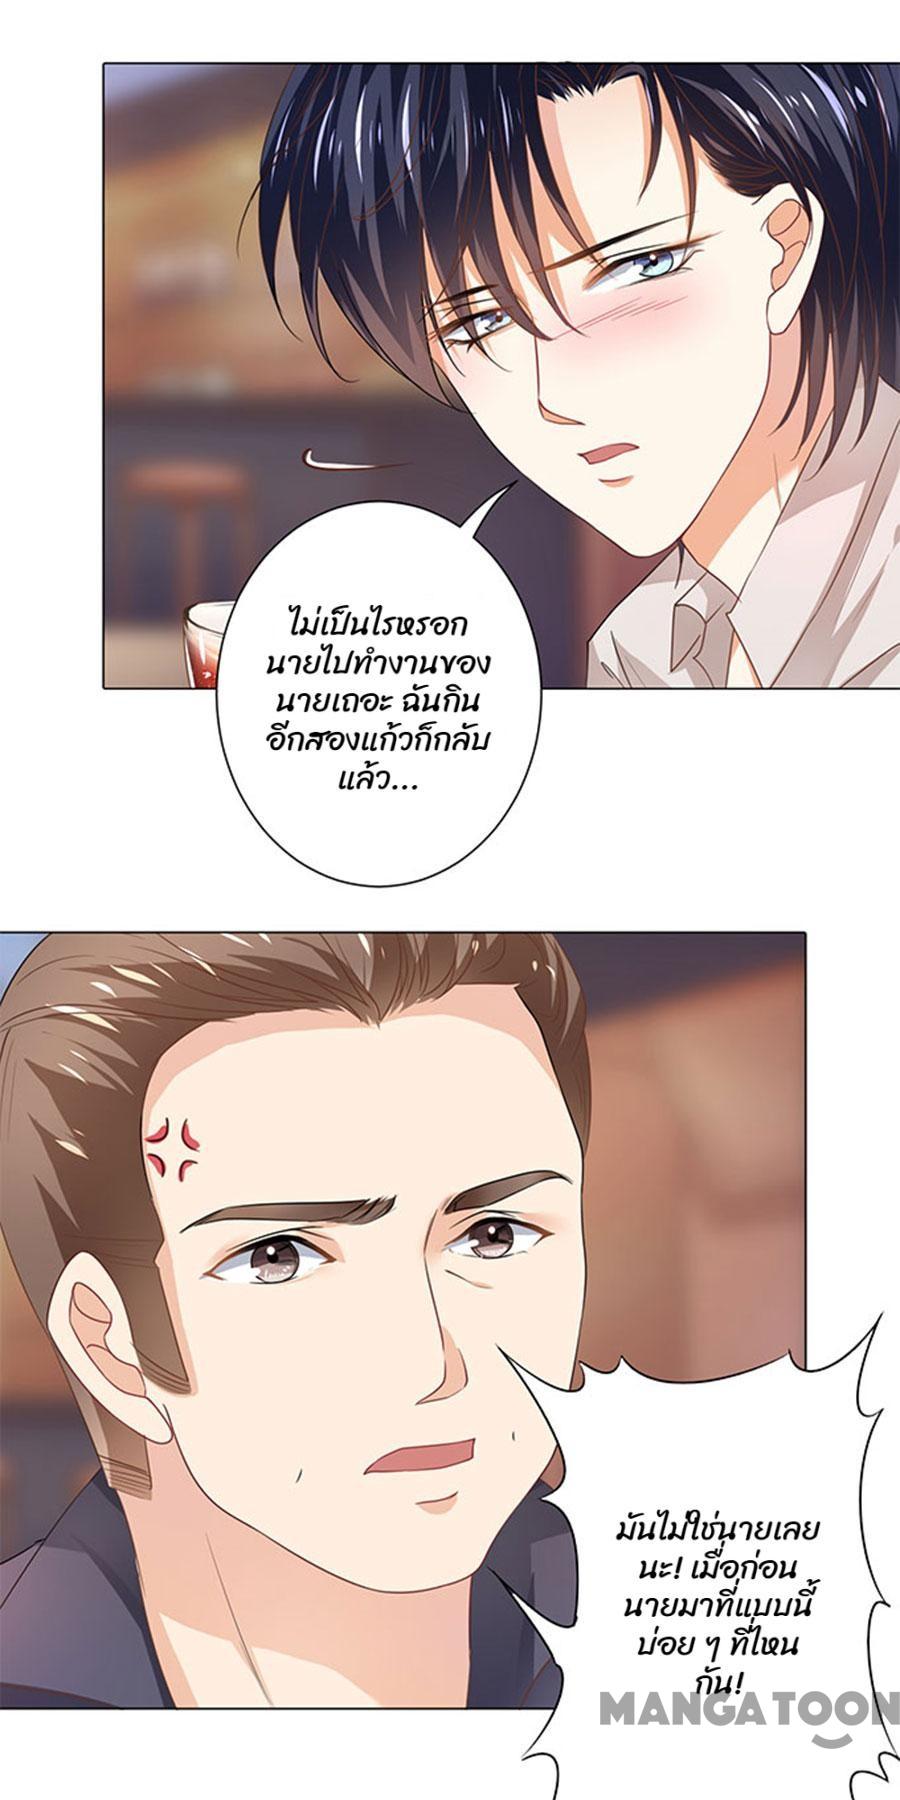 ไม่เป็นไรหรอก
นายไปทำงานของ
นายเถอะ ฉันกิน
อีกสองแก้วก็กลับ
แล้ว...
มันไม่ใช่นายเลย
นะ! เมื่อก่อน
นายมาที่แบบนี้
บ่อย ๆ ที่ไหน
กัน!
MANGATOON